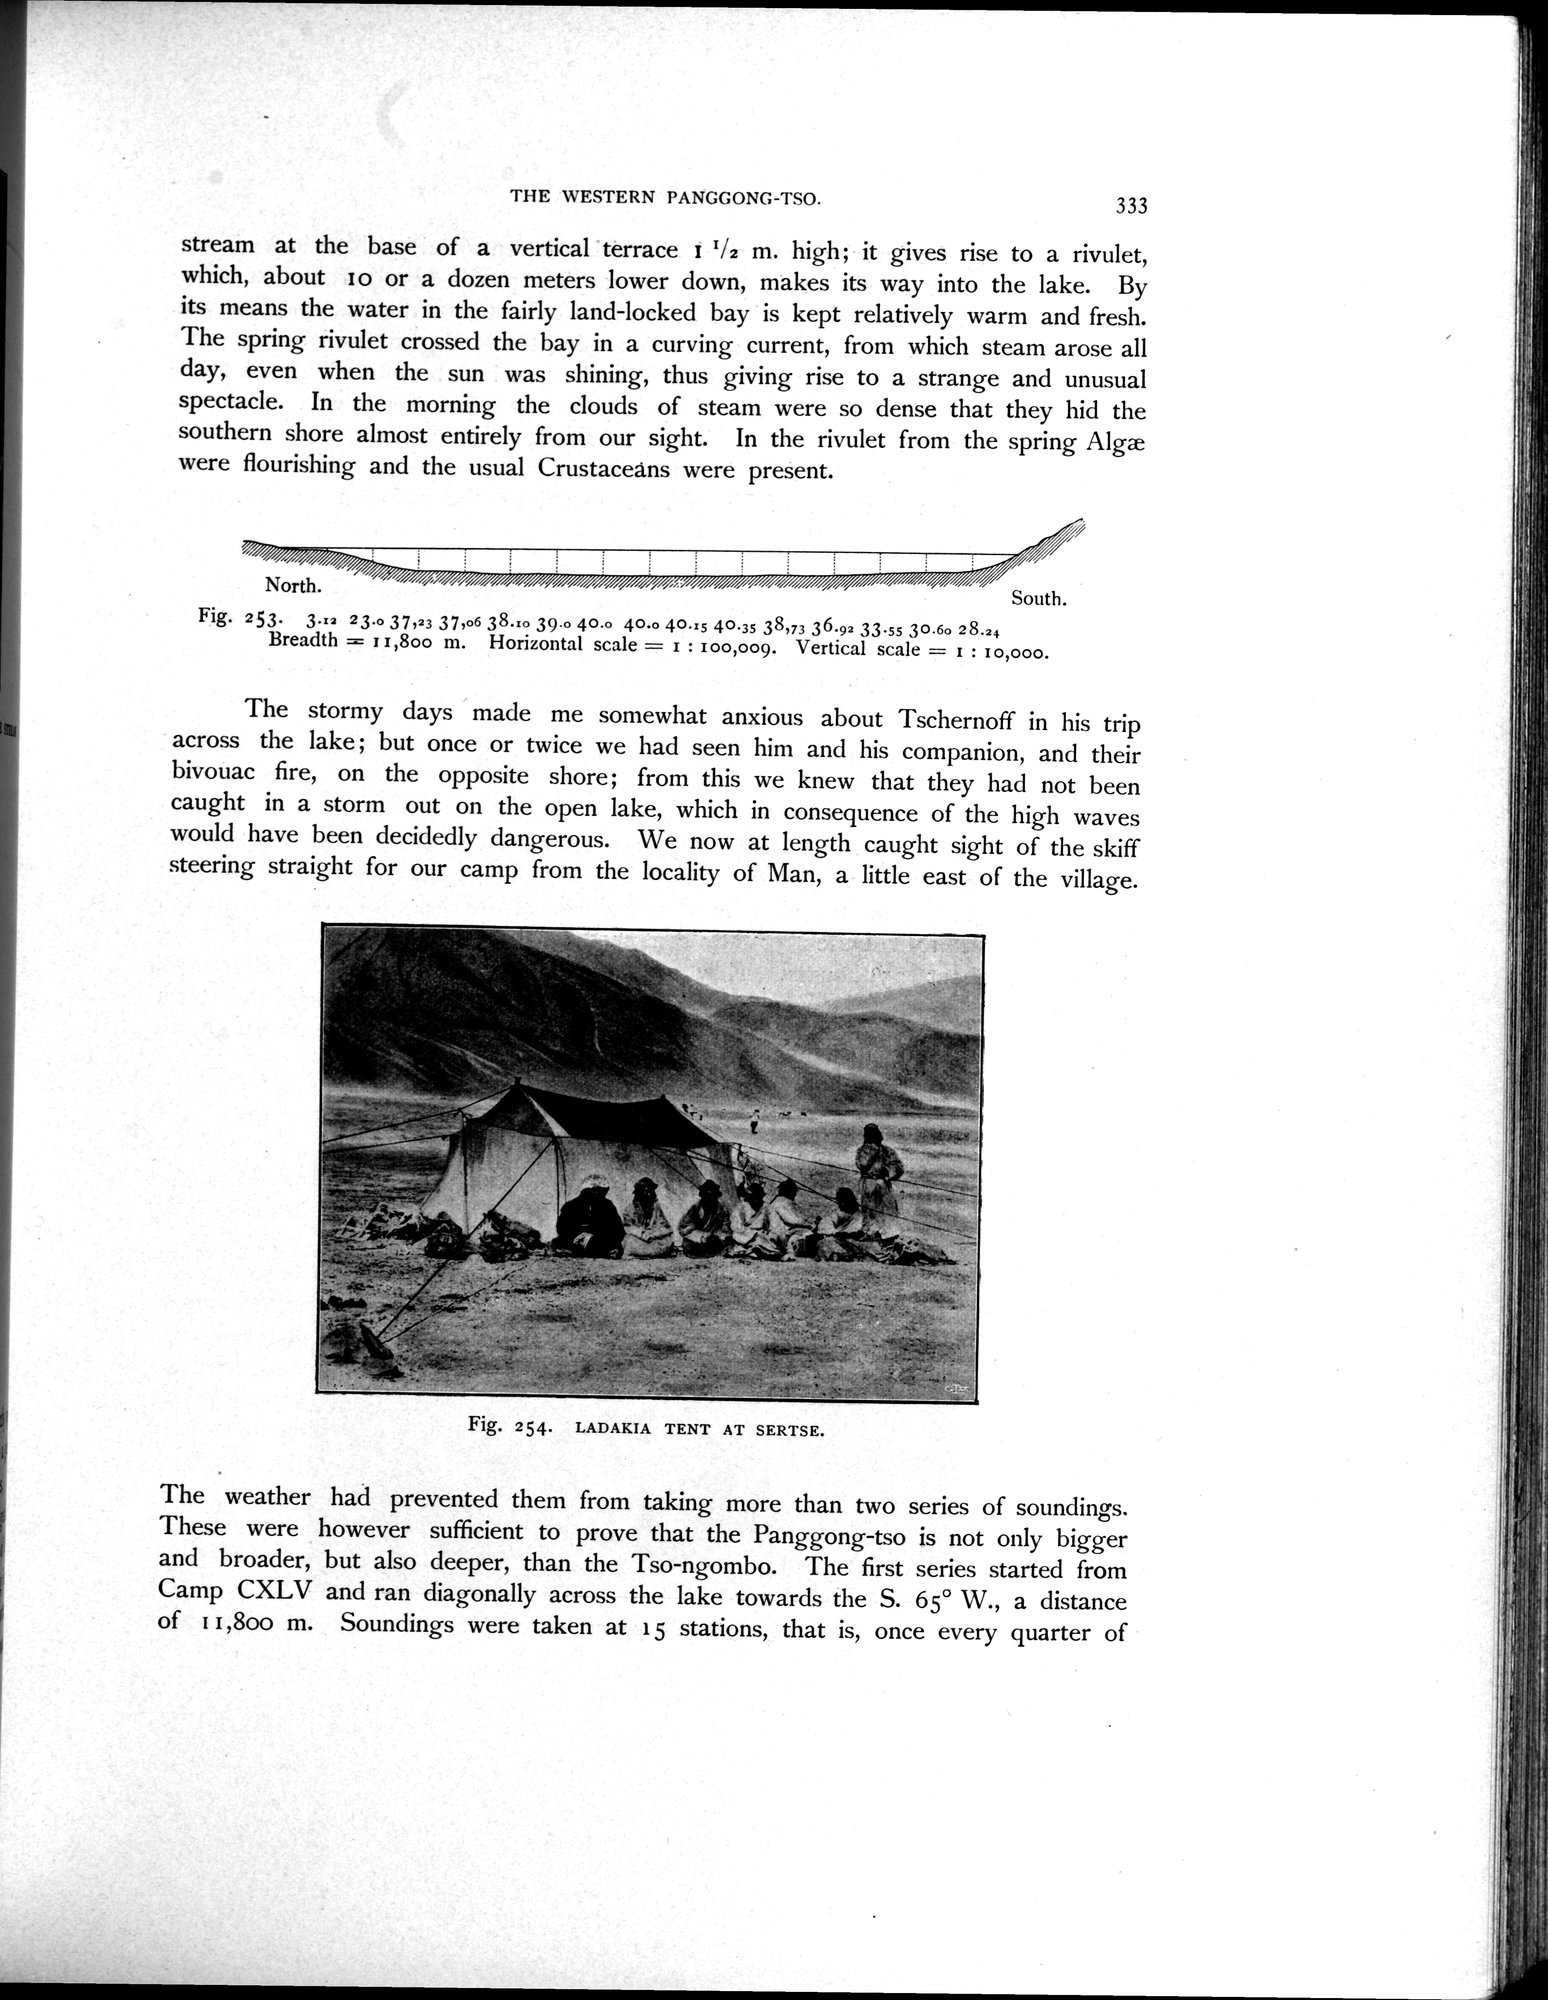 THE WESTERN PANGGONG-TSO.
333
stream at the base of a vertical terrace 1 1/2 m. high; it gives rise to a rivulet,
which, about 10 or a dozen meters lower down, makes its way into the lake. By
its means the water in the fairly land-locked bay is kept relatively warm and fresh.
The spring rivulet crossed the bay in a curving current, from which steam arose all
day, even when the sun was shining, thus giving rise to a strange and unusual
spectacle. In the morning the clouds of steam were so dense that they hid the
southern shore almost entirely from our sight. In the rivulet from the spring Algæ
were flourishing and the usual Crustaceans were present.
North.
South.
Fig. 253. 3.12 23.0 37,23 37,06 38.10 39.0 40.0 40.0 40.15 40.35 38,73 36.92 33.55 30.60 28.24
Breadth = 11,800 m. Horizontal scale = 1 : 100,009. Vertical scale = 1 : 10,000.
The stormy days made me somewhat anxious about Tschernoff in his trip
across the lake; but once or twice we had seen him and his companion, and their
bivouac fire, on the opposite shore; from this we knew that they had not been
caught in a storm out on the open lake, which in consequence of the high waves
would have been decidedly dangerous. We now at length caught sight of the skiff
steering straight for our camp from the locality of Man, a little east of the village.
Fig. 254. LADAKIA TENT AT SERTSE.
The weather had prevented them from taking more than two series of soundings.
These were however sufficient to prove that the Panggong-tso is not only bigger
and broader, but also deeper, than the Tso-ngombo. The first series started from
Camp CXLV and ran diagonally across the lake towards the S. 65° W., a distance
of 11,800 m. Soundings were taken at 15 stations, that is, once every quarter of